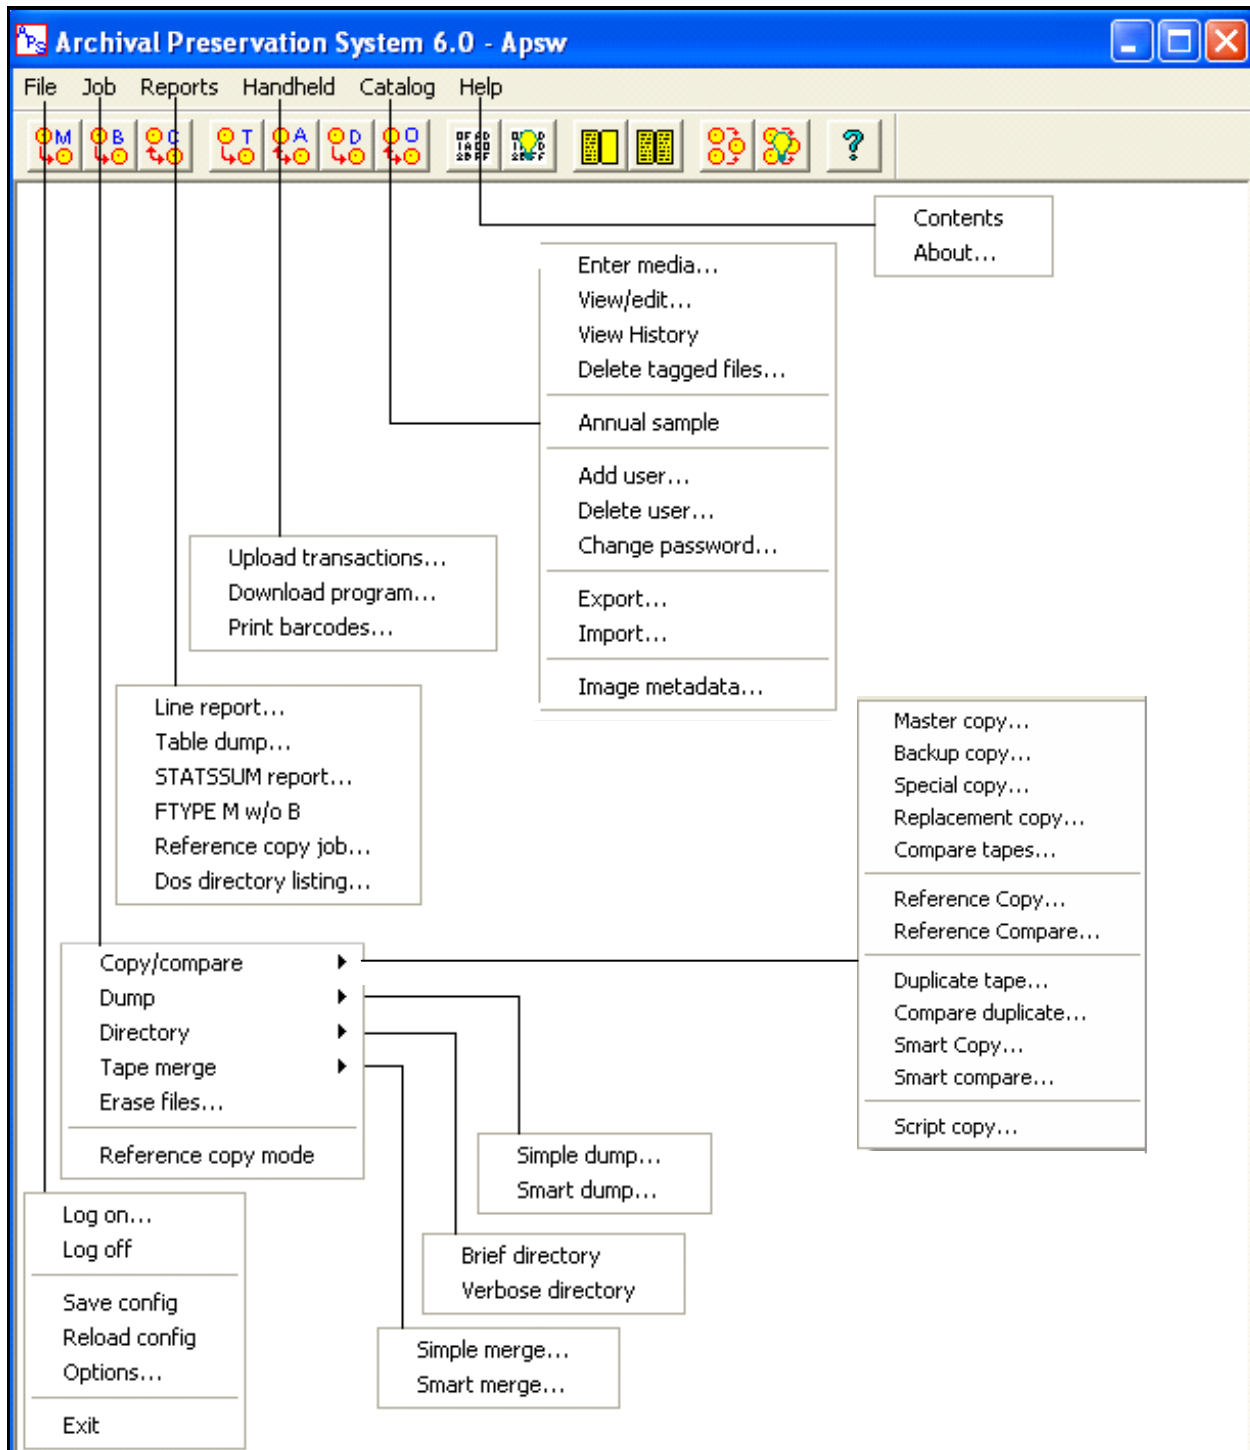 APS Archival Preservation System 6.0 - Apsw
File Job Reports Handheld Catalog Help
M B C T A D O ?
Contents
About...
Enter media...
View/edit...
View History
Delete tagged files...
Annual sample
Add user...
Delete user...
Change password...
Export...
Import...
Image metadata...
Upload transactions...
Download program...
Print barcodes...
Line report...
Table dump...
STATSSUM report...
FTYPE M w/o B
Reference copy job...
Dos directory listing...
Master copy...
Backup copy...
Special copy...
Replacement copy...
Compare tapes...
Reference Copy...
Reference Compare...
Duplicate tape...
Compare duplicate...
Smart Copy...
Smart compare...
Script copy...
Copy/compare
Dump
Directory
Tape merge
Erase files...
Reference copy mode
Simple dump...
Smart dump...
Brief directory
Verbose directory
Simple merge...
Smart merge...
Log on...
Log off
Save config
Reload config
Options...
Exit